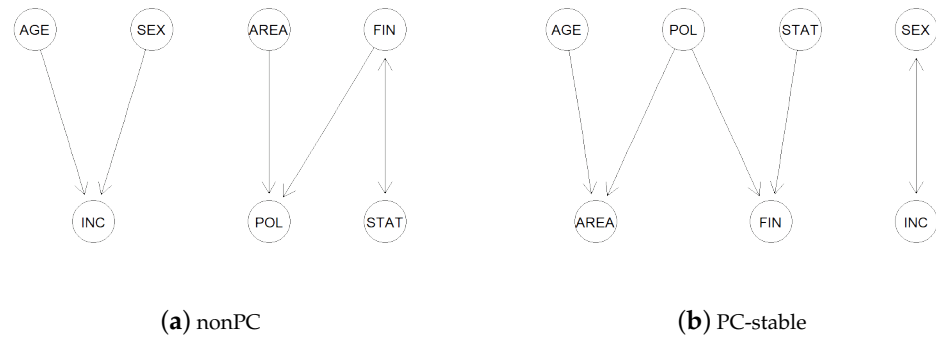 AGE SEX AREA FIN
INC POL STAT
(a) nonPC
AGE POL STAT SEX
AREA FIN INC
(b) PC-stable